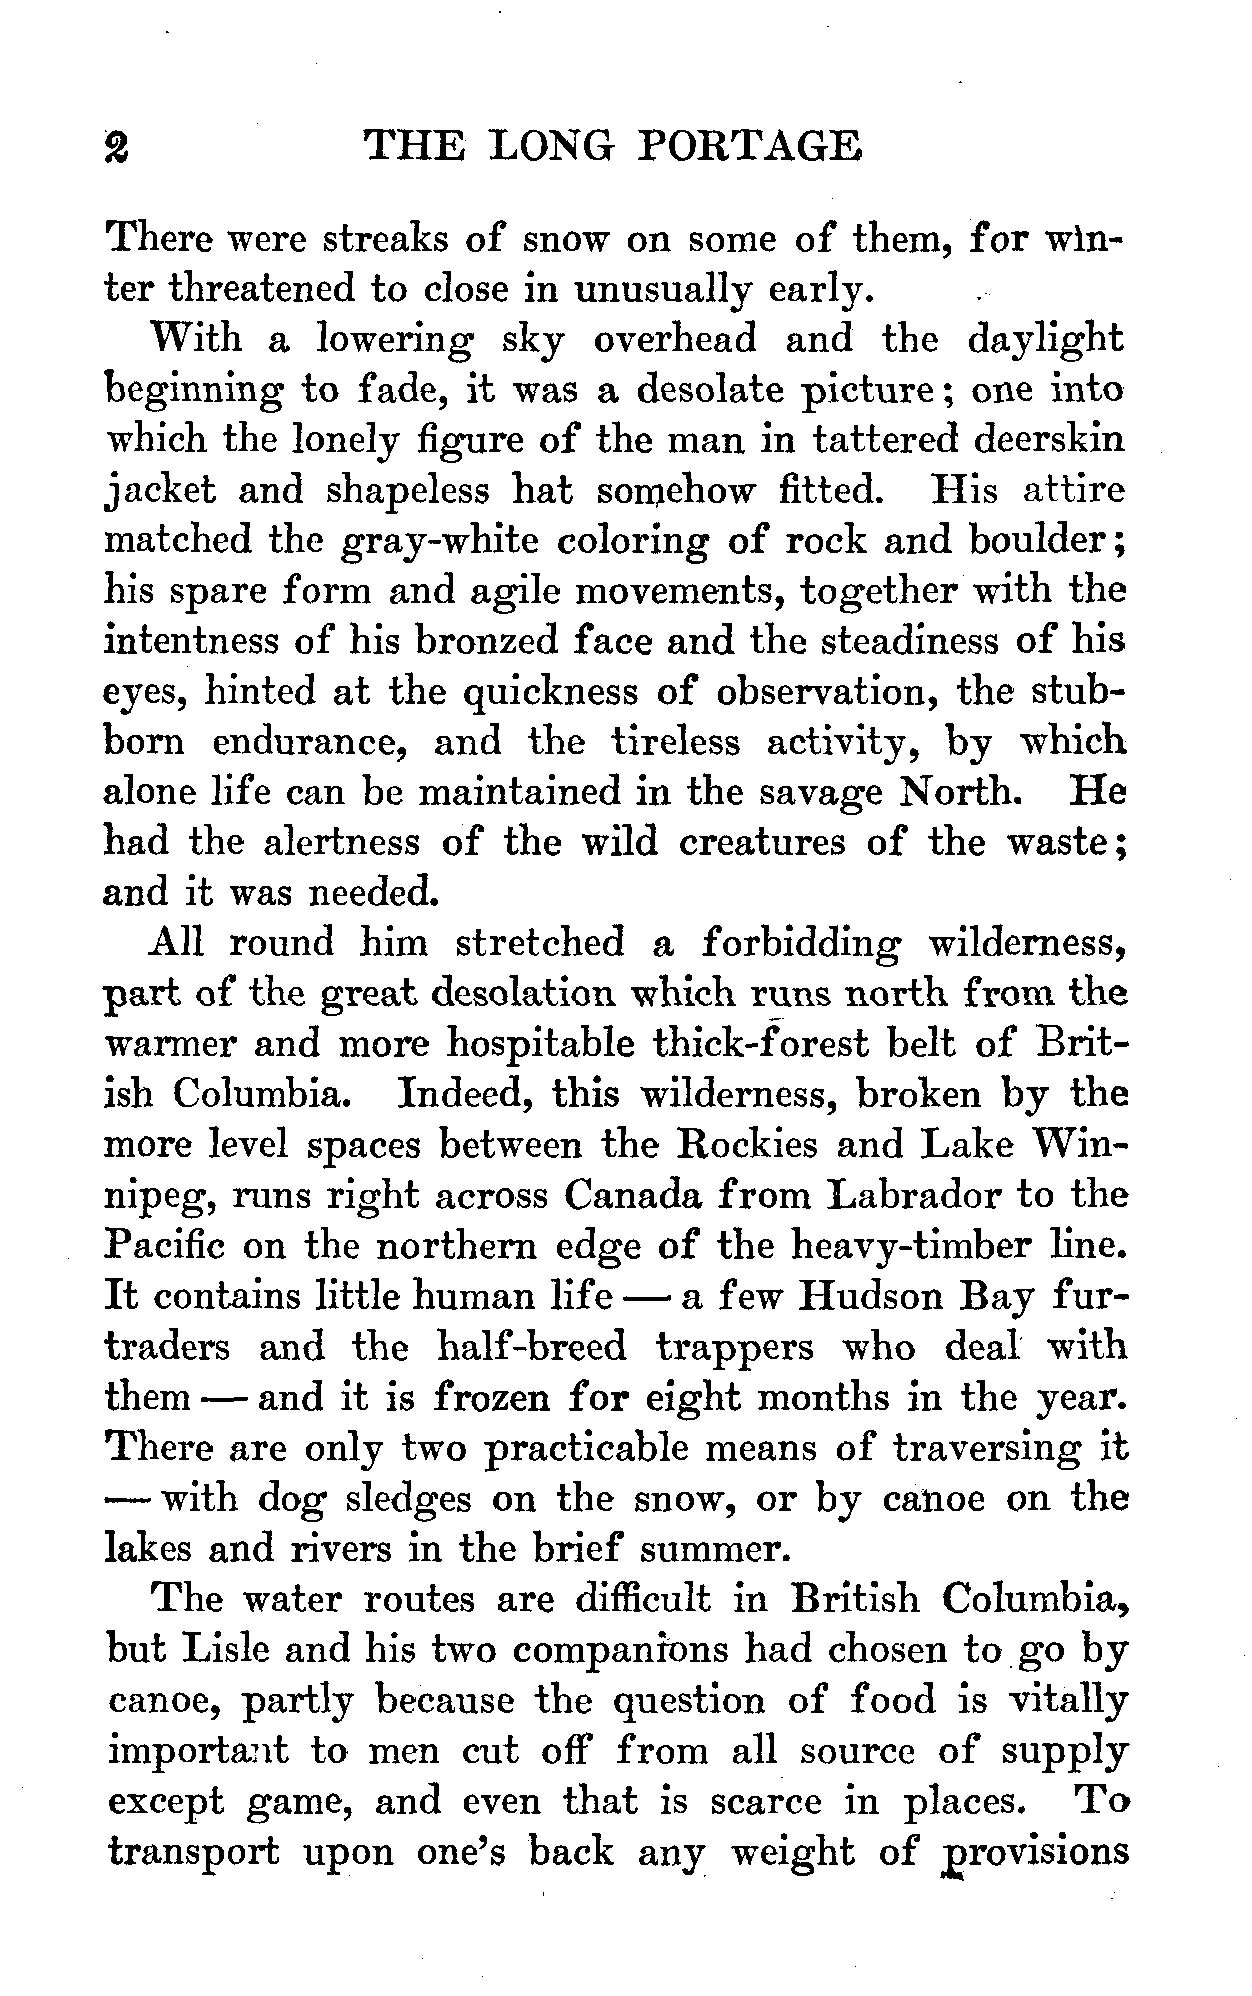 2 THE LONG PORTAGE
There were streaks of snow on some of them, for win-
ter threatened to close in unusually early.
With a lowering sky overhead and the daylight
beginning to fade, it was a desolate picture; one into
which the lonely figure of the man in tattered deerskin
jacket and shapeless hat somehow fitted. His attire
matched the gray-white coloring of rock and boulder;
his spare form and agile movements, together with the
intentness of his bronzed face and the steadiness of his
eyes, hinted at the quickness of observation, the stub-
born endurance, and the tireless activity, by which
alone life can be maintained in the savage North. He
had the alertness of the wild creatures of the waste;
and it was needed.
All round him stretched a forbidding wilderness,
part of the great desolation which runs north from the
warmer and more hospitable thick-forest belt of Brit-
ish Columbia. Indeed, this wilderness, broken by the
more level spaces between the Rockies and Lake Win-
nipeg, runs right across Canada from Labrador to the
Pacific on the northern edge of the heavy-timber line.
It contains little human life — a few Hudson Bay fur-
traders and the half-breed trappers who deal with
them — and it is frozen for eight months in the year.
There are only two practicable means of traversing it
— with dog sledges on the snow, or by canoe on the
lakes and rivers in the brief summer.
The water routes are difficult in British Columbia,
but Lisle and his two companions had chosen to go by
canoe, partly because the question of food is vitally
important to men cut off from all source of supply
except game, and even that is scarce in places. To
transport upon one's back any weight of provisions